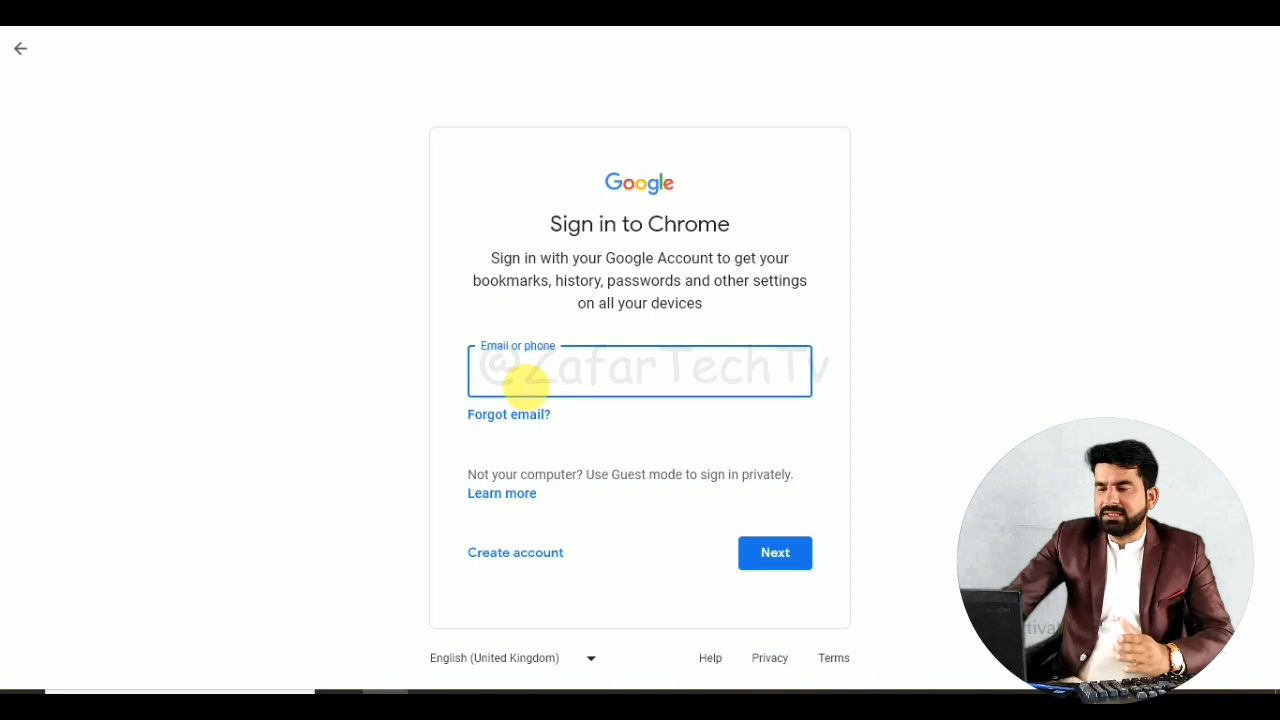 Google
Sign in to Chrome
Sign in with your Google Account to get your
bookmarks, history, passwords and other settings
on all your devices
Email or phone
@ZafarTechTv
Forgot email?
Not your computer? Use Guest mode to sign in privately.
Learn more
Create account
Next
English (United Kingdom)
Help
Privacy
Terms